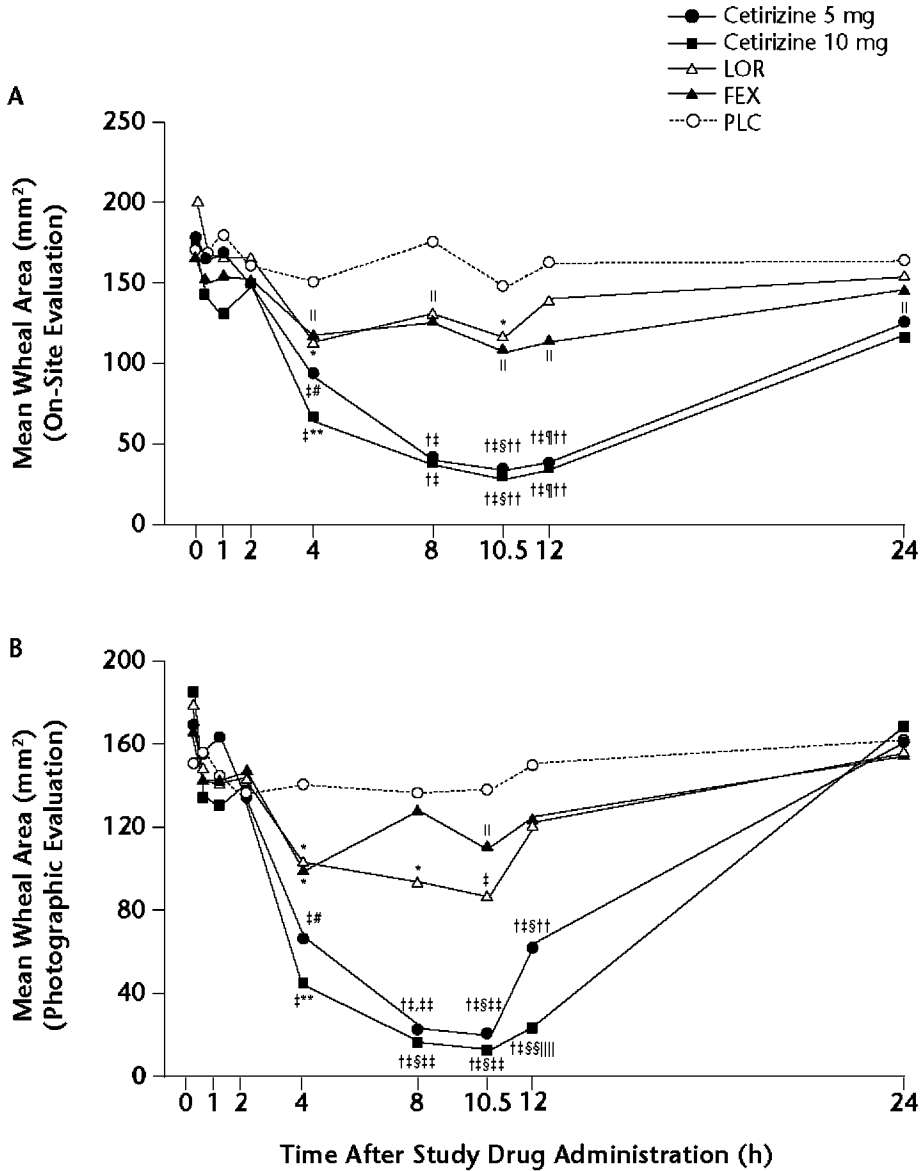 Cetirizine 5 mg
Cetirizine 10 mg
LOR
FEX
PLC
A
Mean Wheal Area (mm²)
(On-Site Evaluation)
250
200
150
100
50
0
||
*
‡#
‡**
||
†‡
†‡
*
||
†‡§††
†‡§††
||
†‡¶††
†‡¶††
||
0 1 2 4 8 10.5 12 24
B
Mean Wheal Area (mm²)
(Photographic Evaluation)
200
160
120
80
40
0
*
*
‡#
‡**
*
†‡,‡‡
†‡§‡‡
||
‡
†‡§‡‡
†‡§‡‡
†‡§††
†‡§§||||
0 1 2 4 8 10.5 12 24
Time After Study Drug Administration (h)